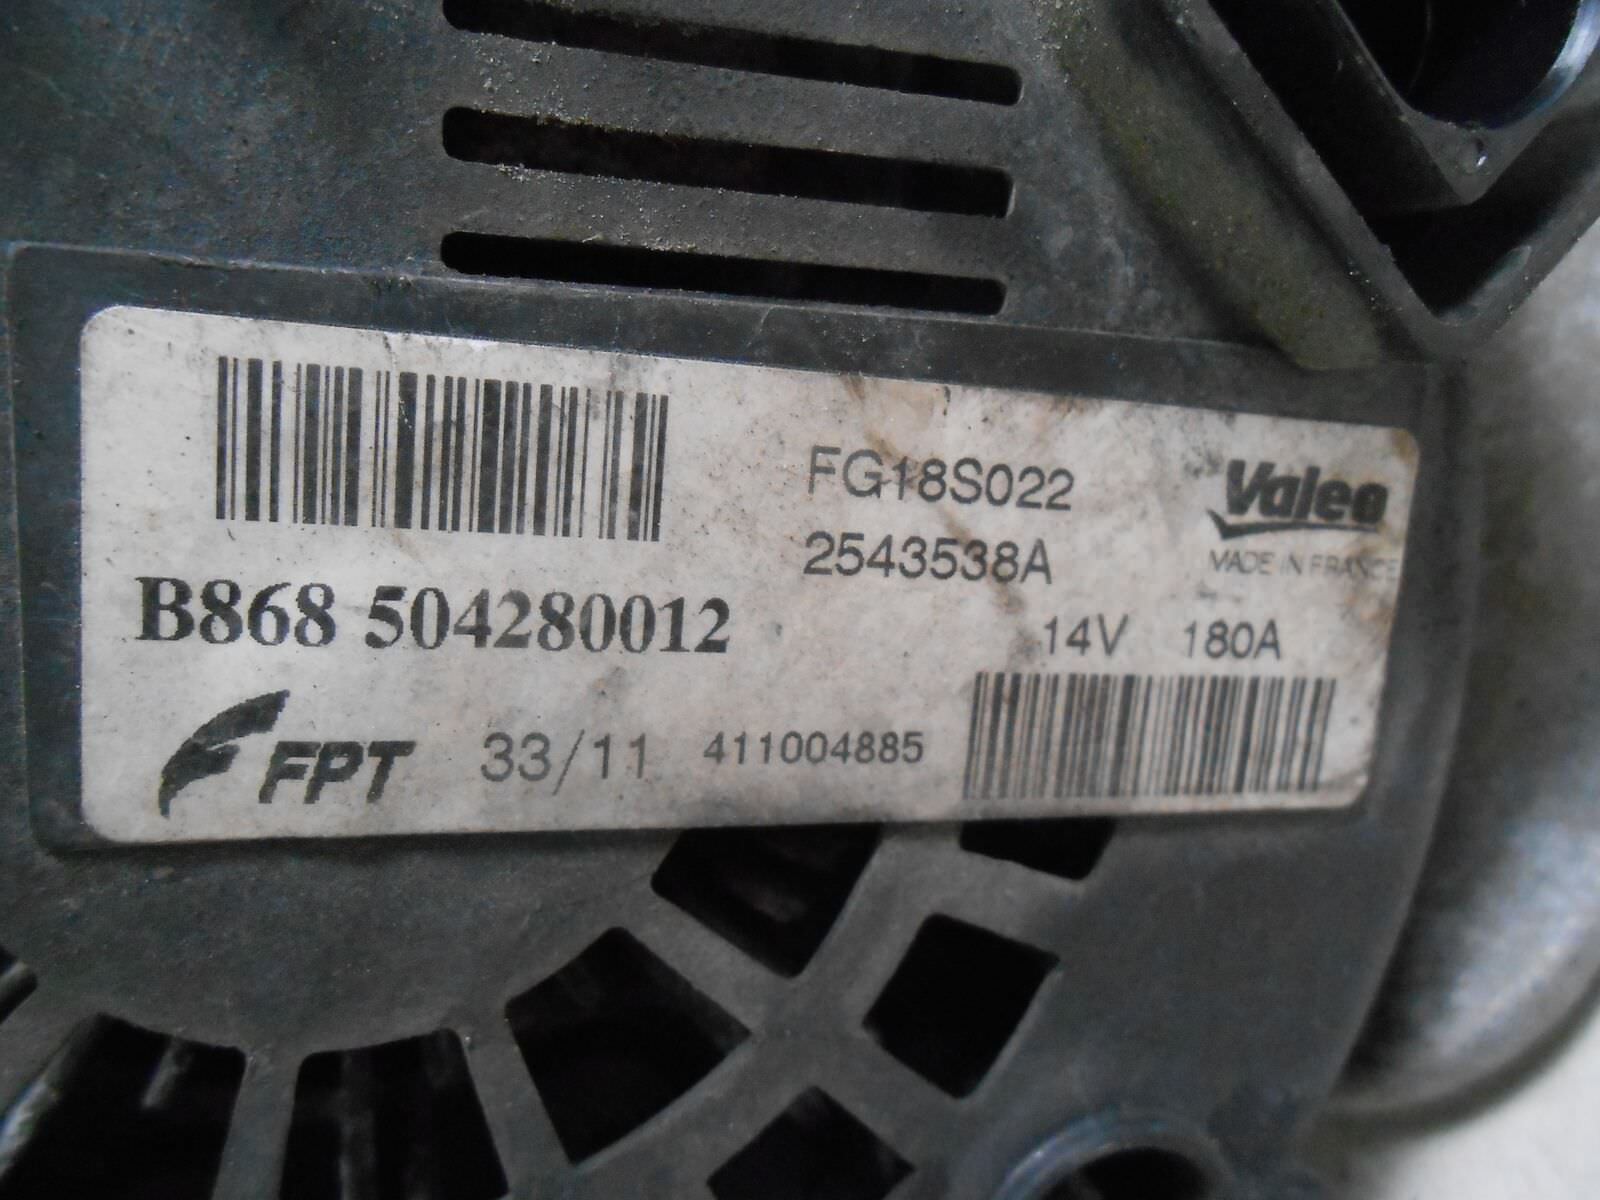 FG18S022
Valeo
2543538A
MADE IN FRANCE
B868 504280012
14V 180A
FPT 33/11 411004885